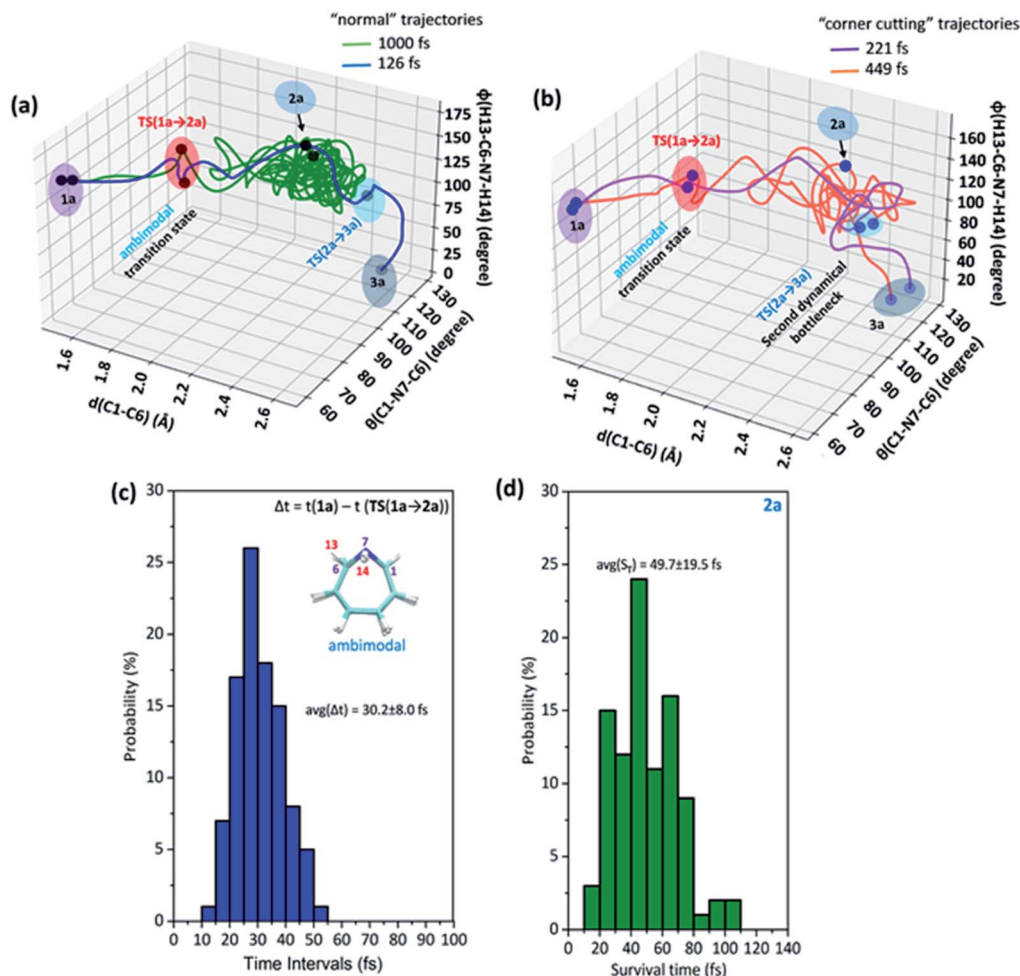 "normal" trajectories
1000 fs
126 fs
(a)
2a
TS(1a→2a)
1a
ambimodal
transition state
TS(2a→3a)
3a
175
150
125
100
75
50
25
0
ϕ(H13-C6-N7-H14) (degree)
130
120
110
100
90
80
70
60
θ(C1-N7-C6) (degree)
1.6
1.8
2.0
2.2
2.4
2.6
d(C1-C6) (Å)
"corner cutting" trajectories
221 fs
449 fs
(b)
2a
TS(1a→2a)
1a
ambimodal
transition state
TS(2a→3a)
Second dynamical
bottleneck
3a
160
140
120
100
80
60
40
20
ϕ(H13-C6-N7-H14) (degree)
130
120
110
100
90
80
70
60
θ(C1-N7-C6) (degree)
1.6
1.8
2.0
2.2
2.4
2.6
d(C1-C6) (Å)
(c)
Δt = t(1a) – t (TS(1a→2a))
13
7
6
14
1
ambimodal
avg(Δt) = 30.2±8.0 fs
30
25
20
15
10
5
0
Probability (%)
0 10 20 30 40 50 60 70 80 90 100
Time Intervals (fs)
(d)
2a
avg(S_T) = 49.7±19.5 fs
30
25
20
15
10
5
0
Probability (%)
0 20 40 60 80 100 120 140
Survival time (fs)